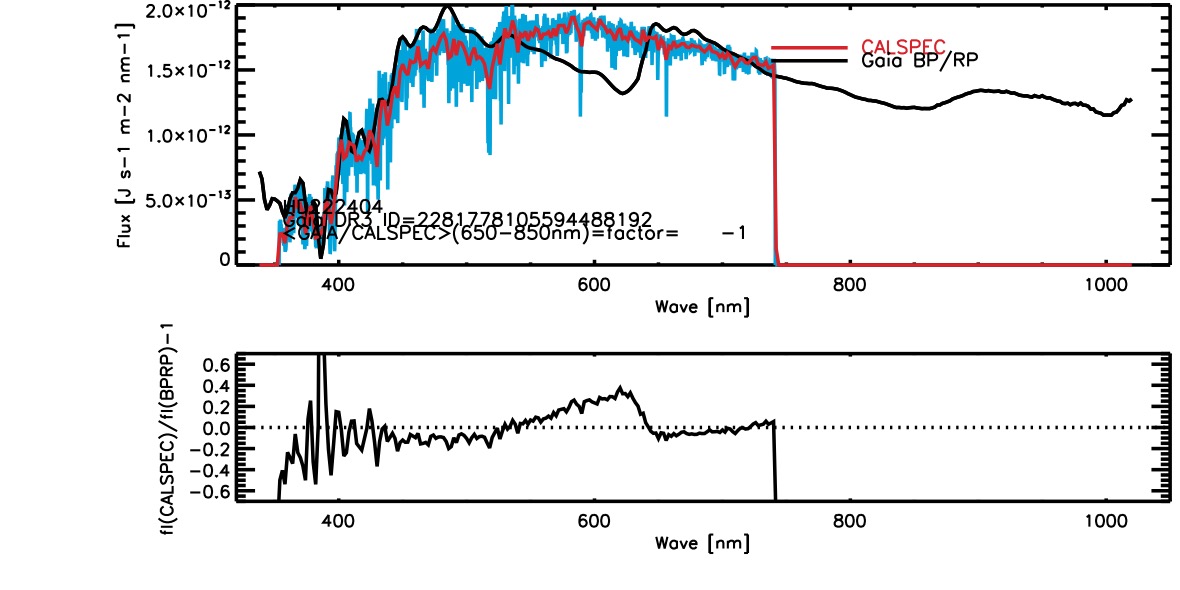 2.0×10−12
1.5×10−12
1.0×10−12
5.0×10−13
0
Flux [J s−1 m−2 nm−1]
CALSPEC
Gaia BP/RP
HD222404
Gaia DR3 ID=2281778105594488192
<GAIA/CALSPEC>(650−850nm)=factor= −1
400 600 800 1000
Wave [nm]
0.6
0.4
0.2
0.0
−0.2
−0.4
−0.6
fl(CALSPEC)/fl(BPRP)−1
400 600 800 1000
Wave [nm]